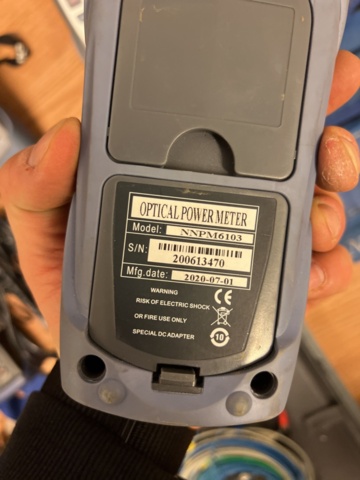 OPTICAL POWER METER
Model: NNPM6103
S/N: 200613470
Mfg.date: 2020-07-01
WARNING
RISK OF ELECTRIC SHOCK
OR FIRE USE ONLY
SPECIAL DC ADAPTER
CE
10